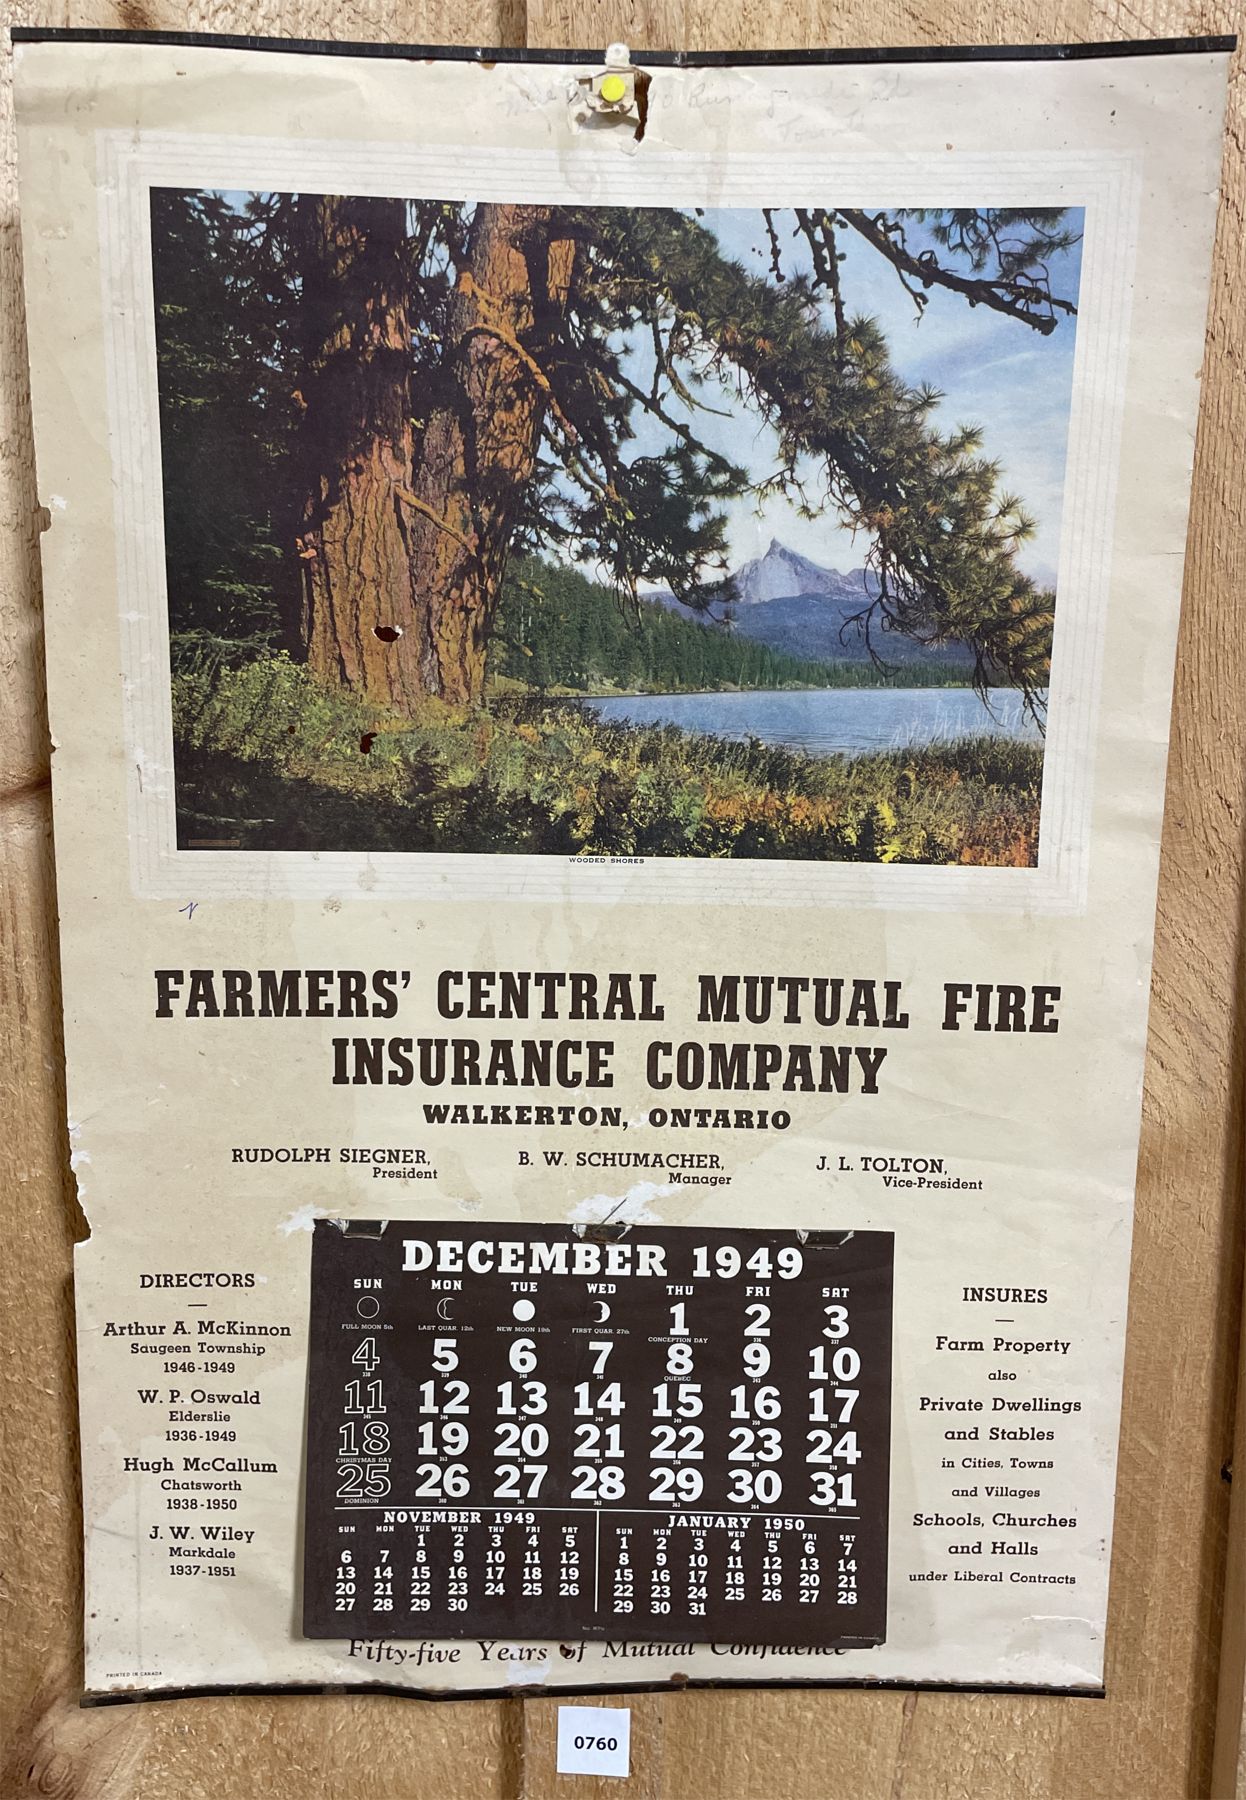 Toronto
WOODED SHORES
FARMERS' CENTRAL MUTUAL FIRE
INSURANCE COMPANY
WALKERTON, ONTARIO
RUDOLPH SIEGNER,
President
B. W. SCHUMACHER,
Manager
J. L. TOLTON,
Vice-President
DIRECTORS
Arthur A. McKinnon
Saugeen Township
1946-1949
W. P. Oswald
Elderslie
1936-1949
Hugh McCallum
Chatsworth
1938-1950
J. W. Wiley
Markdale
1937-1951
DECEMBER 1949
SUN MON TUE WED THU FRI SAT
FULL MOON 5th LAST QUAR. 12th NEW MOON 19th FIRST QUAR. 27th
1 2 3
CONCEPTION DAY
4 5 6 7 8 9 10
QUEBEC
11 12 13 14 15 16 17
18 19 20 21 22 23 24
CHRISTMAS DAY
25 26 27 28 29 30 31
DOMINION
NOVEMBER 1949
SUN MON TUE WED THU FRI SAT
1 2 3 4 5
6 7 8 9 10 11 12
13 14 15 16 17 18 19
20 21 22 23 24 25 26
27 28 29 30
JANUARY 1950
SUN MON TUE WED THU FRI SAT
1 2 3 4 5 6 7
8 9 10 11 12 13 14
15 16 17 18 19 20 21
22 23 24 25 26 27 28
29 30 31
INSURES
Farm Property
also
Private Dwellings
and Stables
in Cities, Towns
and Villages
Schools, Churches
and Halls
under Liberal Contracts
Fifty-five Years of Mutual Confidence
PRINTED IN CANADA
0760